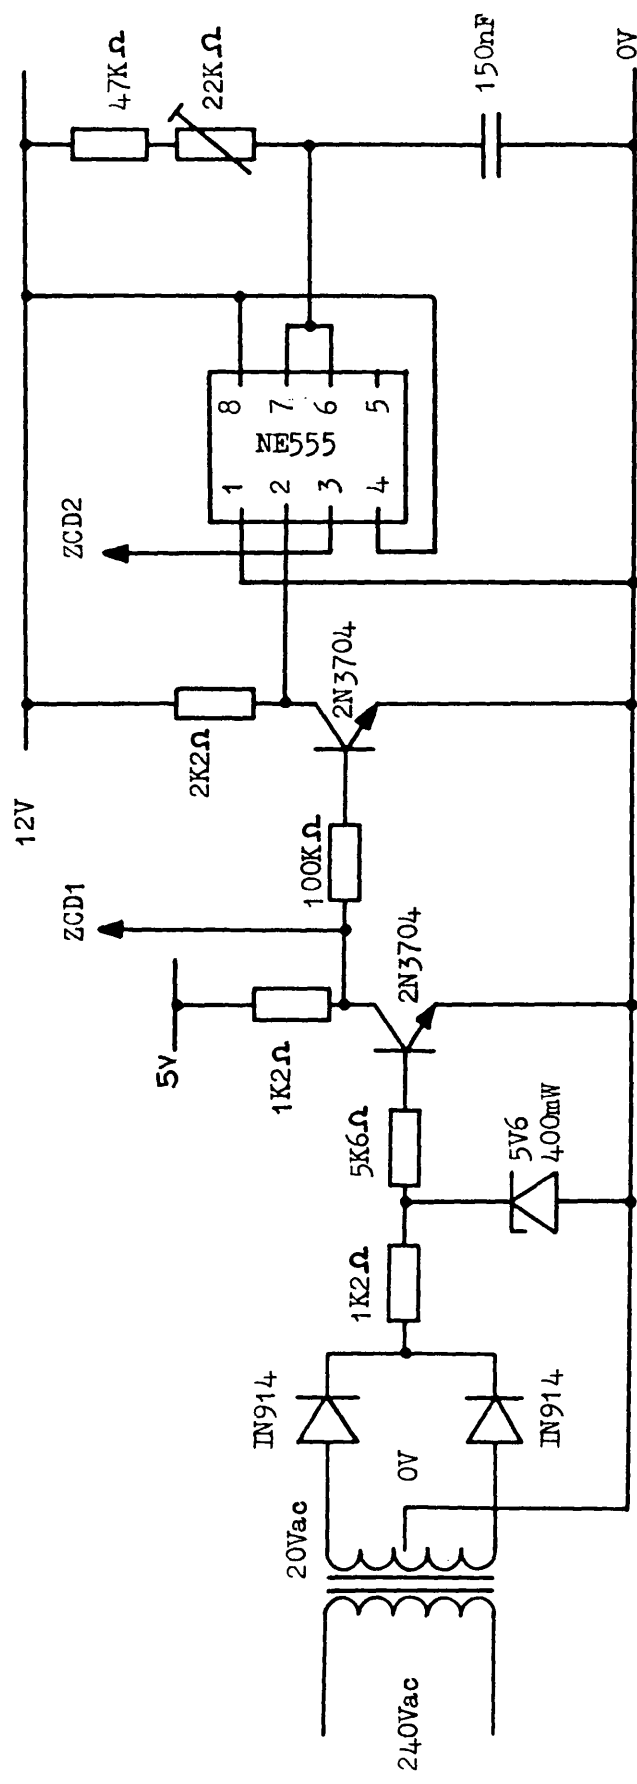 240Vac
20Vac
0V
IN914
IN914
1K2Ω
5K6Ω
5V6
400mW
5V
1K2Ω
2N3704
ZCD1
100KΩ
12V
2K2Ω
2N3704
ZCD2
1
2
3
4
NE555
8
7
6
5
47KΩ
22KΩ
150nF
0V